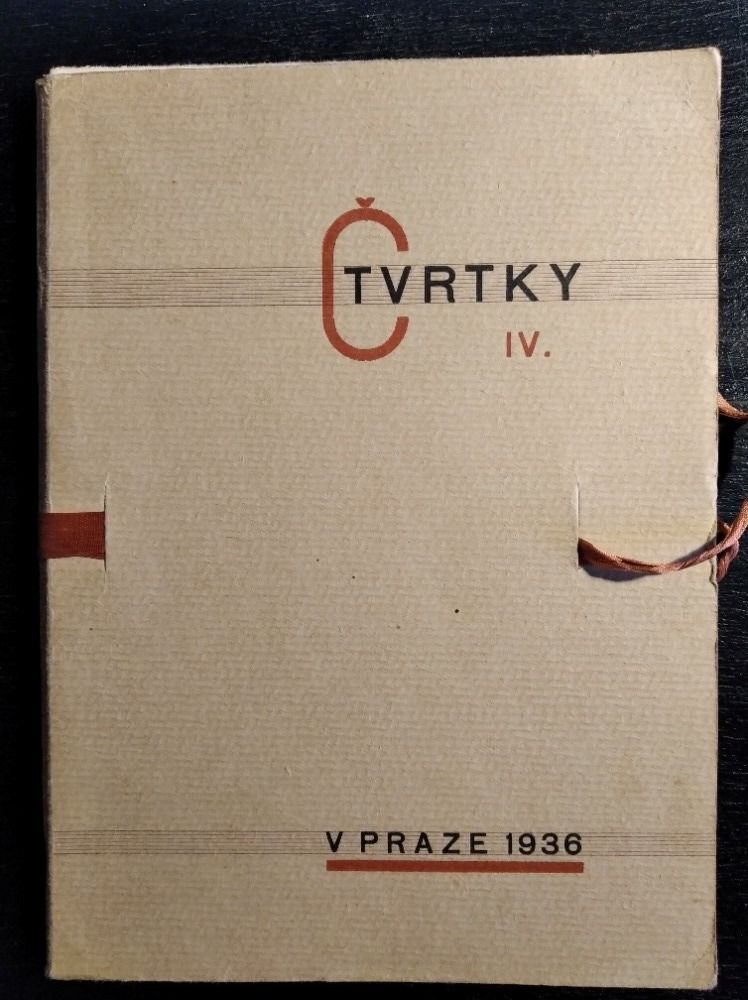 ČTVRTKY
IV.
V PRAZE 1936